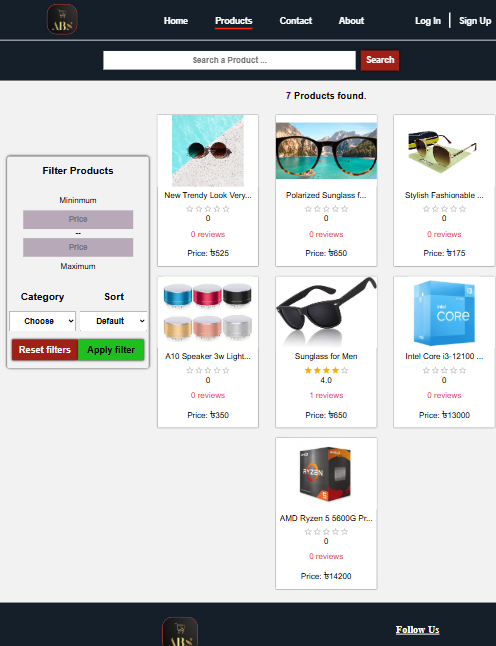 ABs
Home
Products
Contact
About
Log In
Sign Up
Search a Product ...
Search
7 Products found.
Filter Products
Mininmum
Price
--
Price
Maximum
Category
Sort
Choose
Default
Reset filters
Apply filter
New Trendy Look Very...
0
0 reviews
Price: ৳525
Polarized Sunglass f...
0
0 reviews
Price: ৳650
Stylish Fashionable ...
0
0 reviews
Price: ৳175
A10 Speaker 3w Light...
0
0 reviews
Price: ৳350
Sunglass for Men
4.0
1 reviews
Price: ৳650
intel
CORE
i3
Intel Core i3-12100 ...
0
0 reviews
Price: ৳13000
AMD
RYZEN
5
AMD Ryzen 5 5600G Pr...
0
0 reviews
Price: ৳14200
ABs
Follow Us